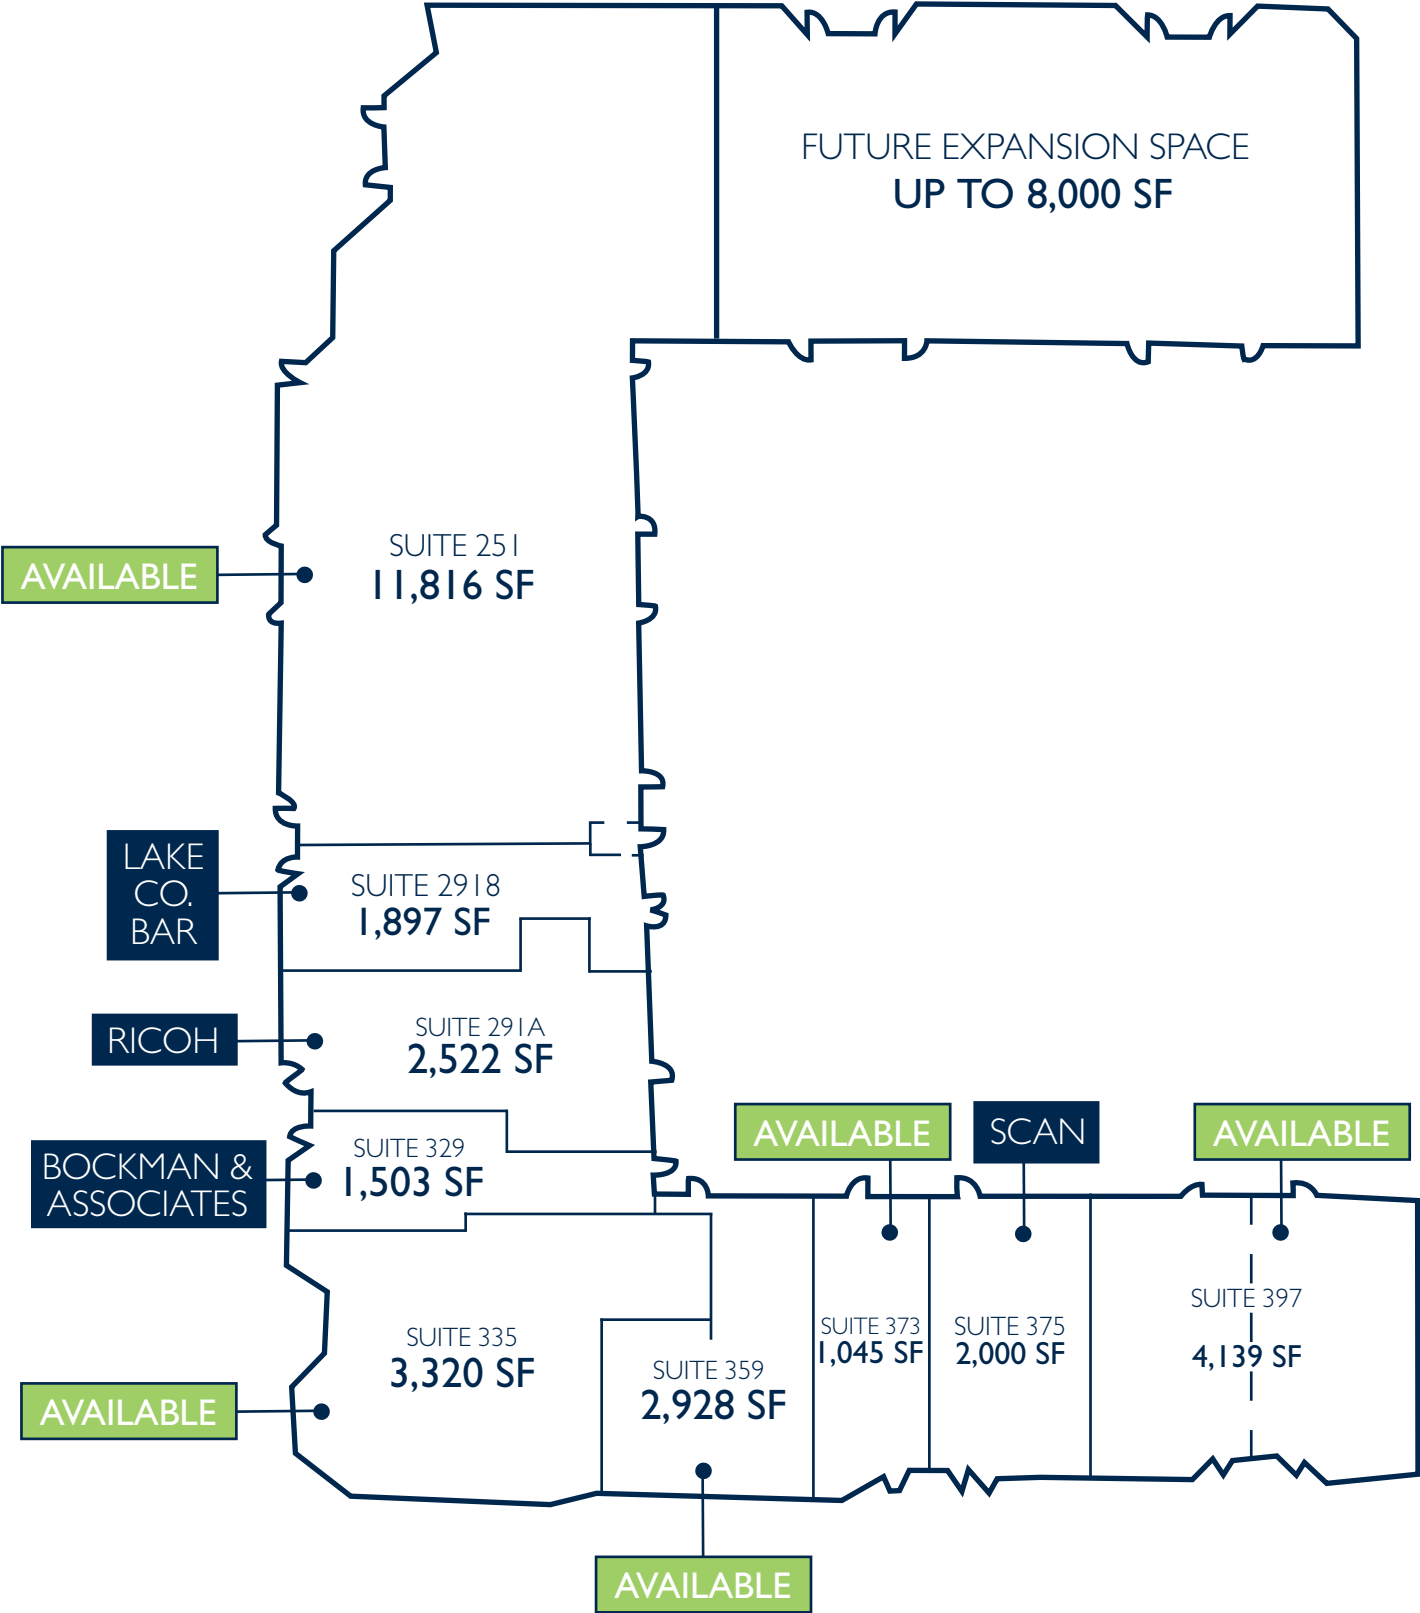 FUTURE EXPANSION SPACE
UP TO 8,000 SF
SUITE 251
11,816 SF
AVAILABLE
LAKE
CO.
BAR
SUITE 2918
1,897 SF
RICOH
SUITE 291A
2,522 SF
BOCKMAN &
ASSOCIATES
SUITE 329
1,503 SF
AVAILABLE
SCAN
AVAILABLE
SUITE 335
3,320 SF
AVAILABLE
SUITE 359
2,928 SF
AVAILABLE
SUITE 373
1,045 SF
SUITE 375
2,000 SF
SUITE 397
4,139 SF